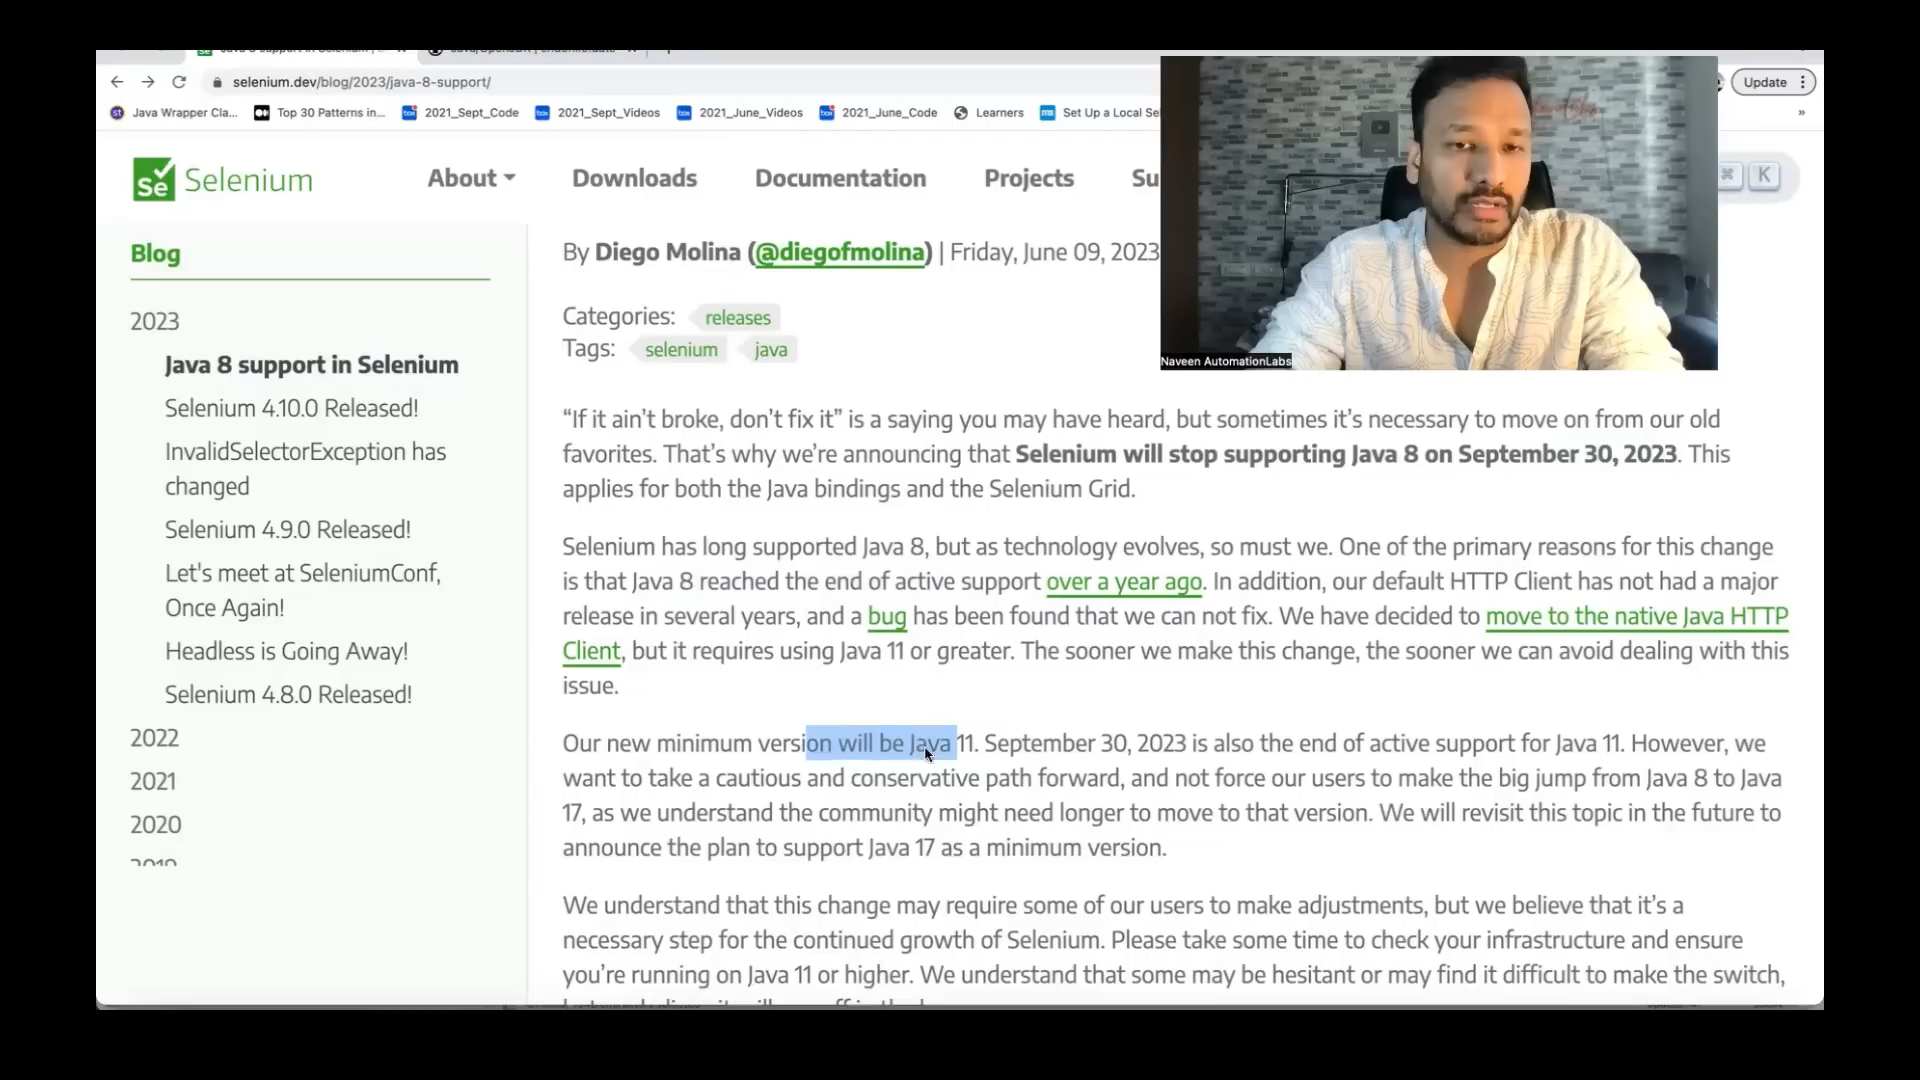 selenium.dev/blog/2023/java-8-support/
Update
Java Wrapper Cla...
Top 30 Patterns in...
2021_Sept_Code
2021_Sept_Videos
2021_June_Videos
2021_June_Code
Learners
Set Up a Local Se
»
Se Selenium
About
Downloads
Documentation
Projects
Su
⌘ K
Naveen AutomationLabs
Blog
2023
Java 8 support in Selenium
Selenium 4.10.0 Released!
InvalidSelectorException has
changed
Selenium 4.9.0 Released!
Let's meet at SeleniumConf,
Once Again!
Headless is Going Away!
Selenium 4.8.0 Released!
2022
2021
2020
2019
By Diego Molina (@diegofmolina) | Friday, June 09, 2023
Categories: releases
Tags: selenium java
“If it ain’t broke, don’t fix it” is a saying you may have heard, but sometimes it’s necessary to move on from our old
favorites. That’s why we’re announcing that Selenium will stop supporting Java 8 on September 30, 2023. This
applies for both the Java bindings and the Selenium Grid.
Selenium has long supported Java 8, but as technology evolves, so must we. One of the primary reasons for this change
is that Java 8 reached the end of active support over a year ago. In addition, our default HTTP Client has not had a major
release in several years, and a bug has been found that we can not fix. We have decided to move to the native Java HTTP
Client, but it requires using Java 11 or greater. The sooner we make this change, the sooner we can avoid dealing with this
issue.
Our new minimum version will be Java 11. September 30, 2023 is also the end of active support for Java 11. However, we
want to take a cautious and conservative path forward, and not force our users to make the big jump from Java 8 to Java
17, as we understand the community might need longer to move to that version. We will revisit this topic in the future to
announce the plan to support Java 17 as a minimum version.
We understand that this change may require some of our users to make adjustments, but we believe that it’s a
necessary step for the continued growth of Selenium. Please take some time to check your infrastructure and ensure
you’re running on Java 11 or higher. We understand that some may be hesitant or may find it difficult to make the switch,